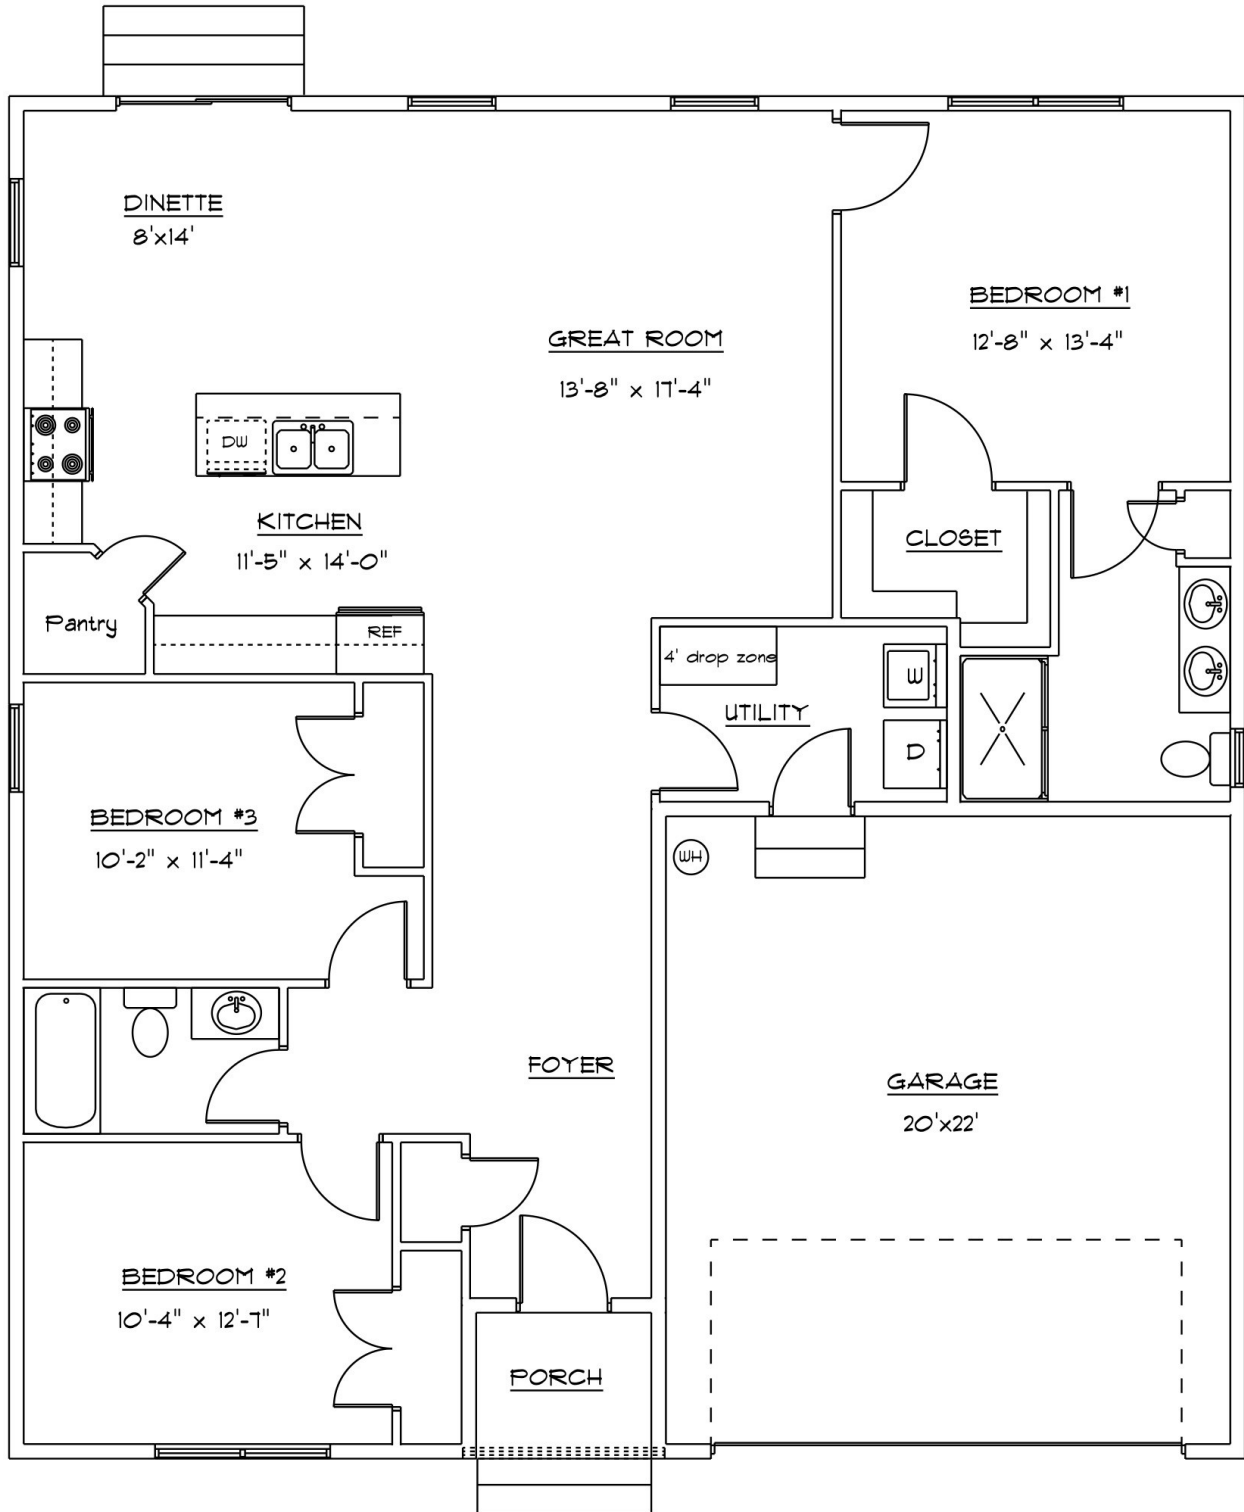 DINETTE
8'x14'
BEDROOM #1
12'-8" x 13'-4"
GREAT ROOM
13'-8" x 17'-4"
DW
KITCHEN
11'-5" x 14'-0"
CLOSET
Pantry
REF
4' drop zone
W
UTILITY
D
BEDROOM #3
10'-2" x 11'-4"
WH
FOYER
GARAGE
20'x22'
BEDROOM #2
10'-4" x 12'-7"
PORCH